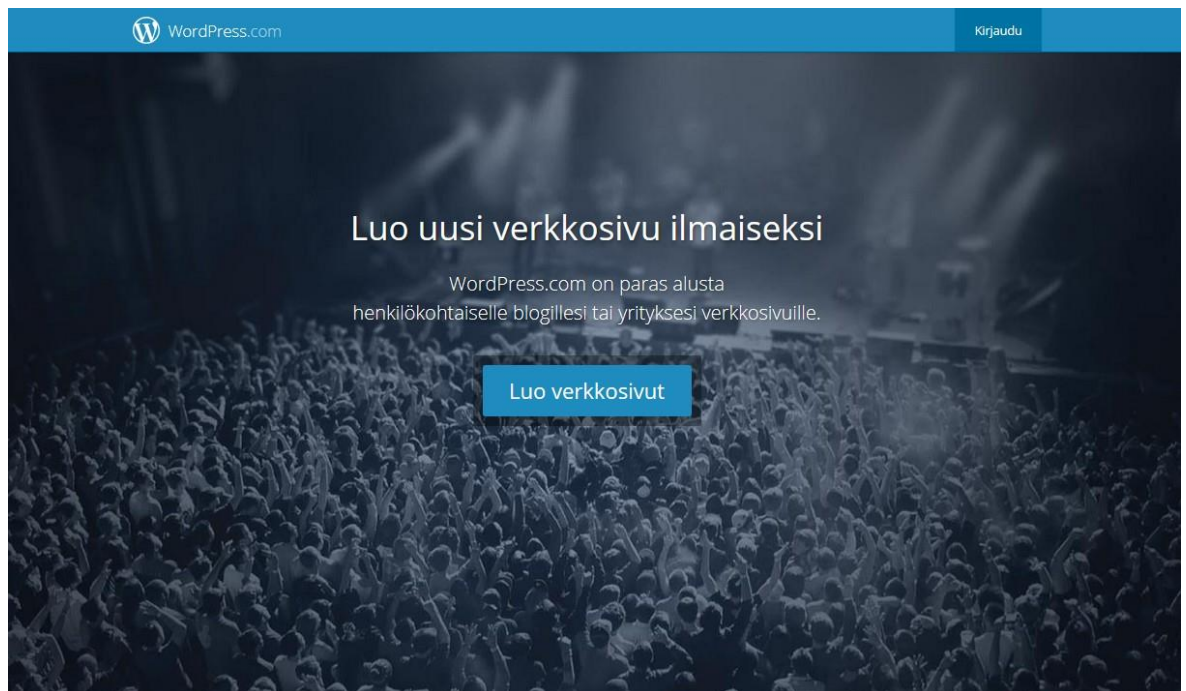 WordPress.com
Kirjaudu
Luo uusi verkkosivu ilmaiseksi
WordPress.com on paras alusta
henkilökohtaiselle blogillesi tai yrityksesi verkkosivuille.
Luo verkkosivut